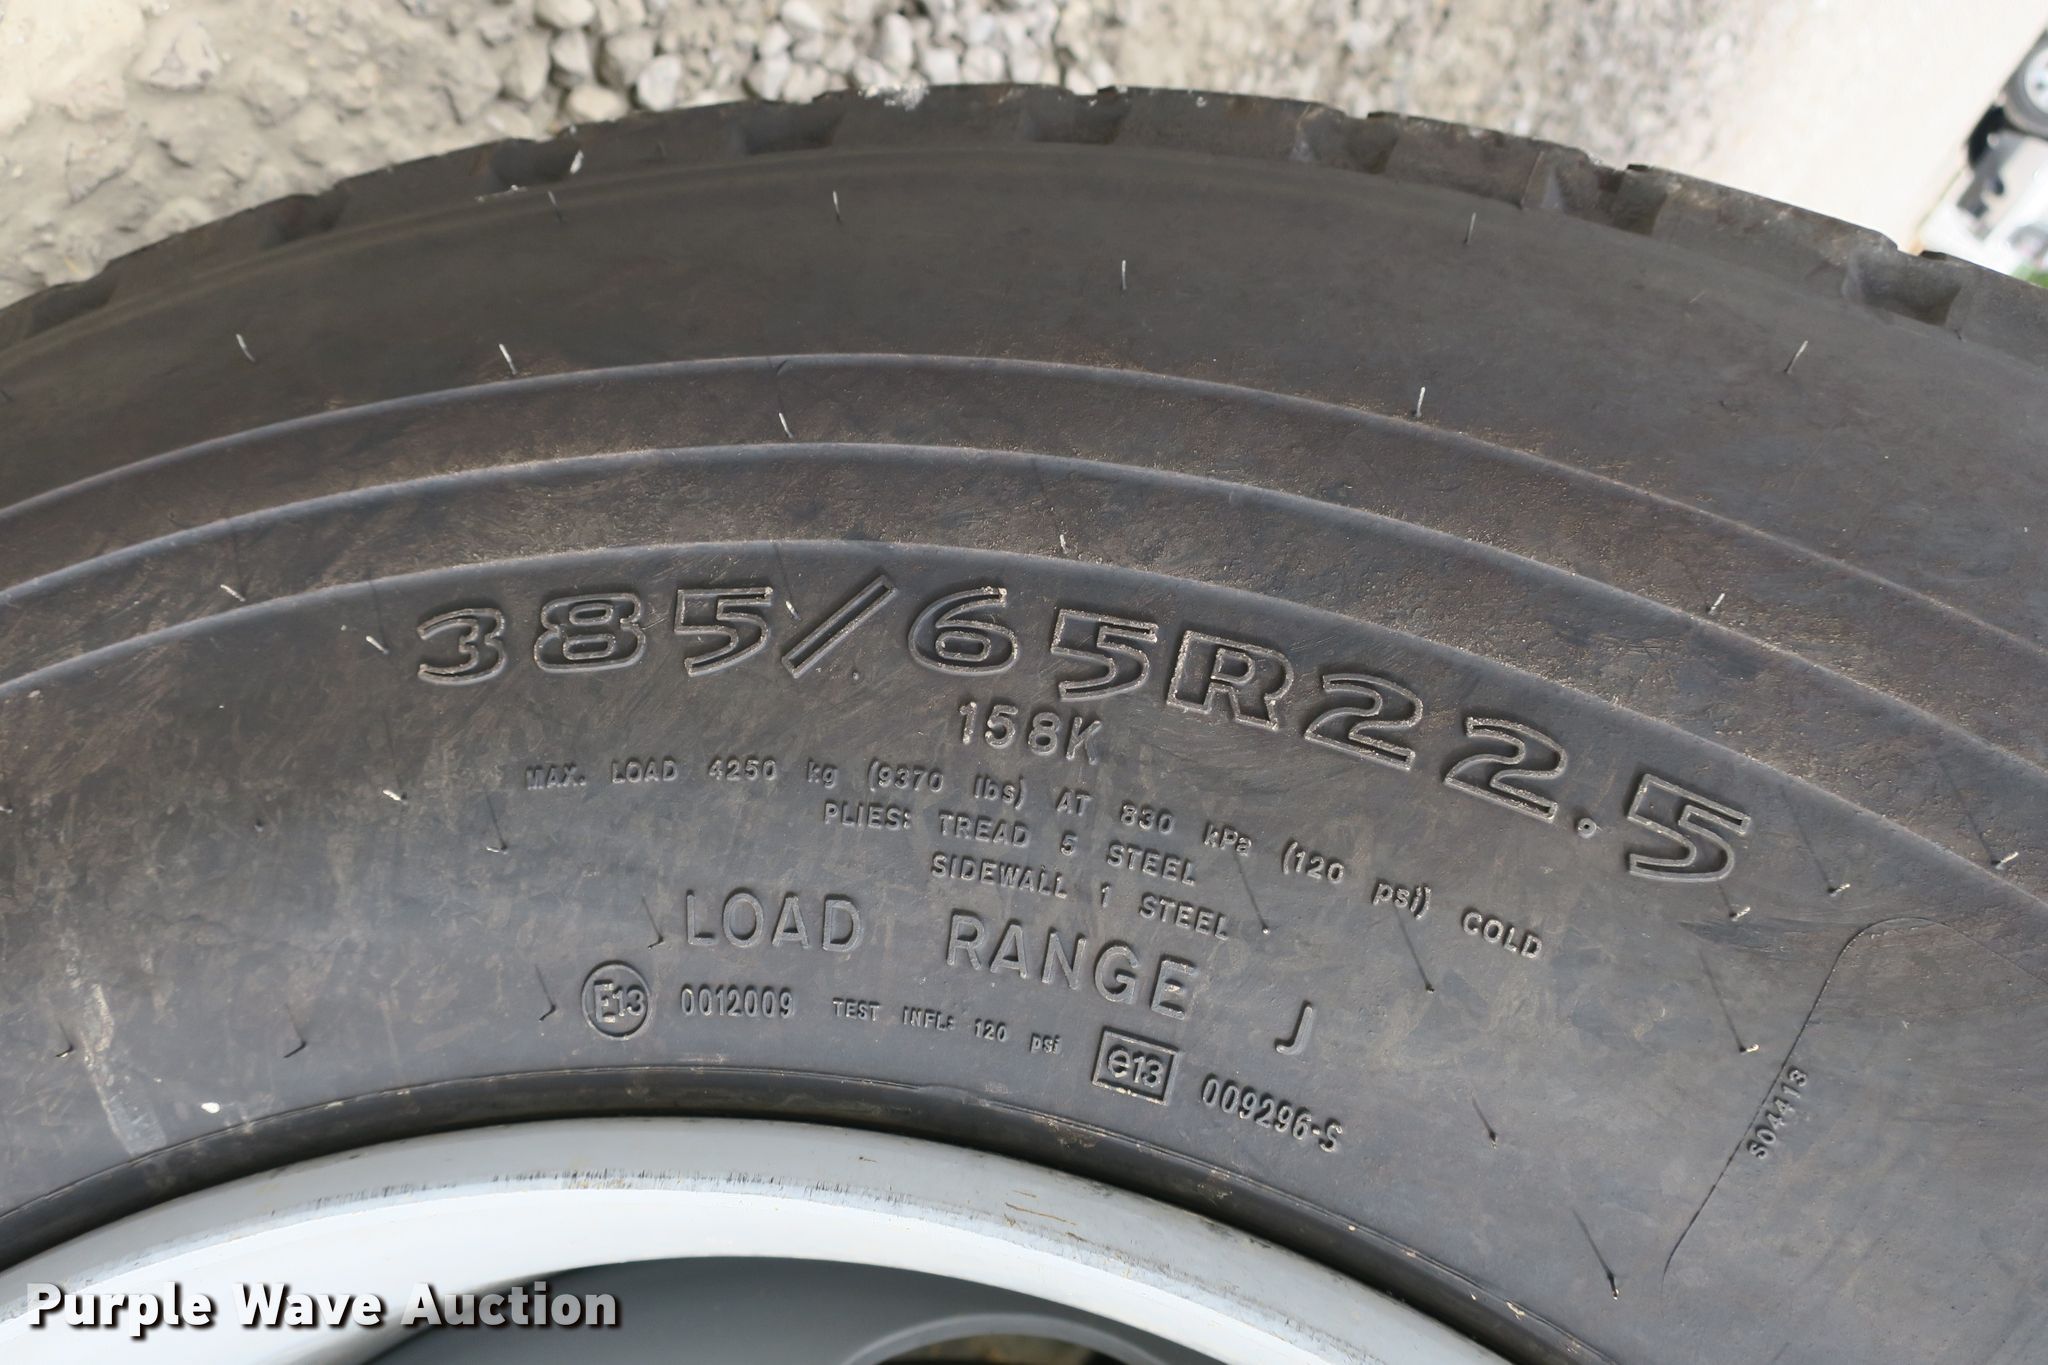 385/65R22.5
158K
MAX. LOAD 4250 kg (9370 lbs) AT 830 kPa (120 psi) COLD
PLIES: TREAD 5 STEEL
SIDEWALL 1 STEEL
LOAD RANGE J
E13 0012009 TEST INFL: 120 psi e13 009296-S
S04413
Purple Wave Auction